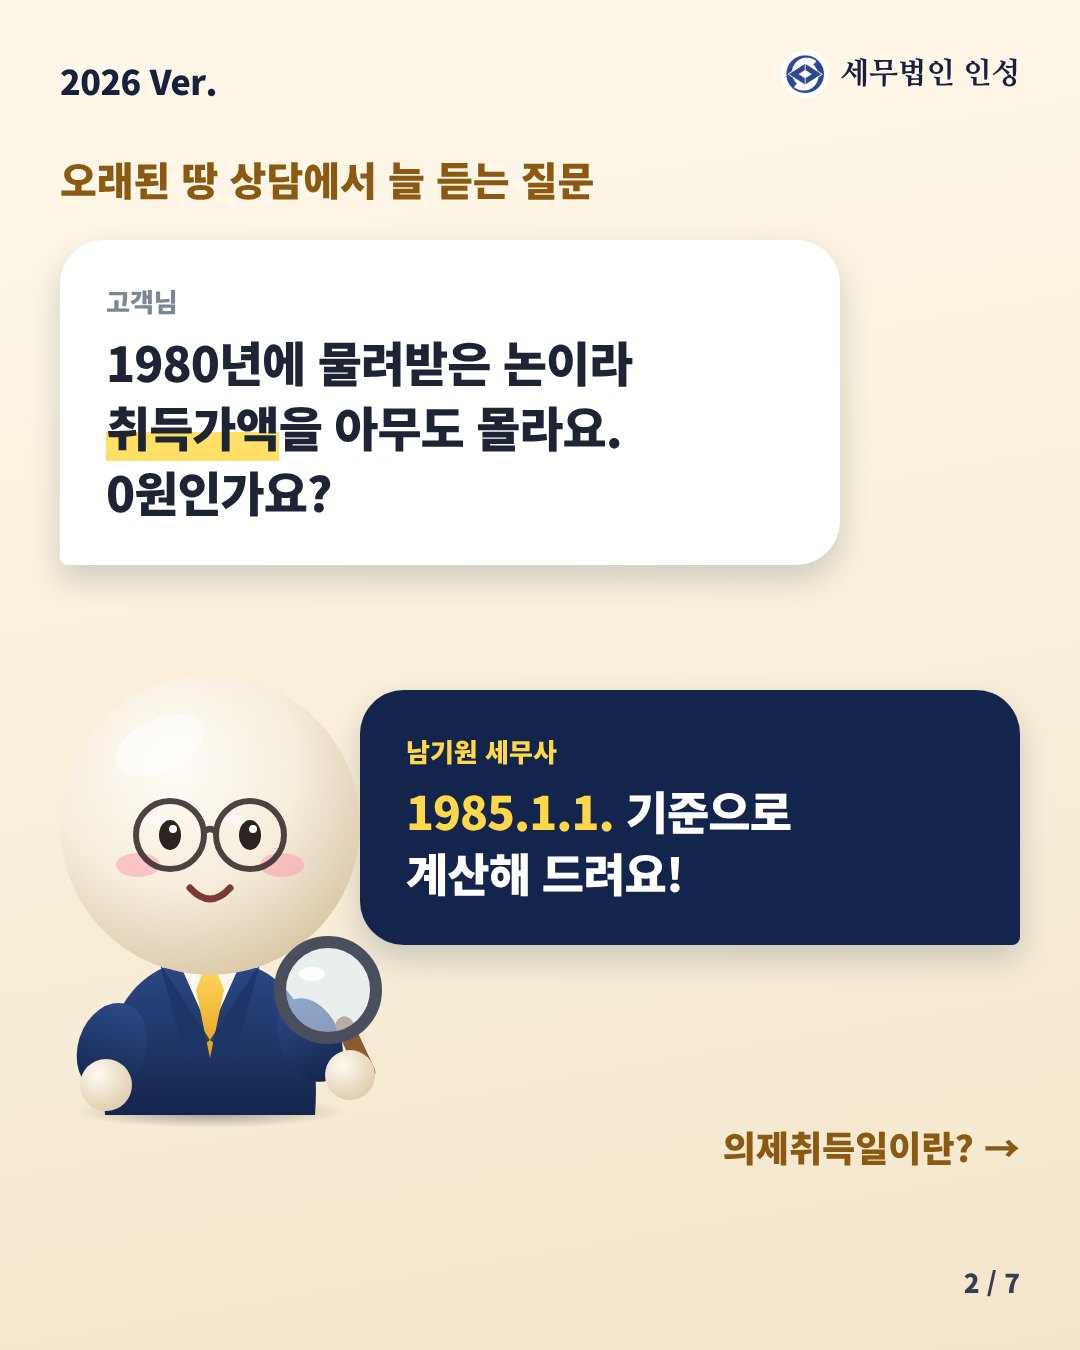 2026 Ver.
세무법인 인성
오래된 땅 상담에서 늘 듣는 질문
고객님
1980년에 물려받은 논이라
취득가액을 아무도 몰라요.
0원인가요?
남기원 세무사
1985.1.1. 기준으로
계산해 드려요!
의제취득일이란? →
2 / 7